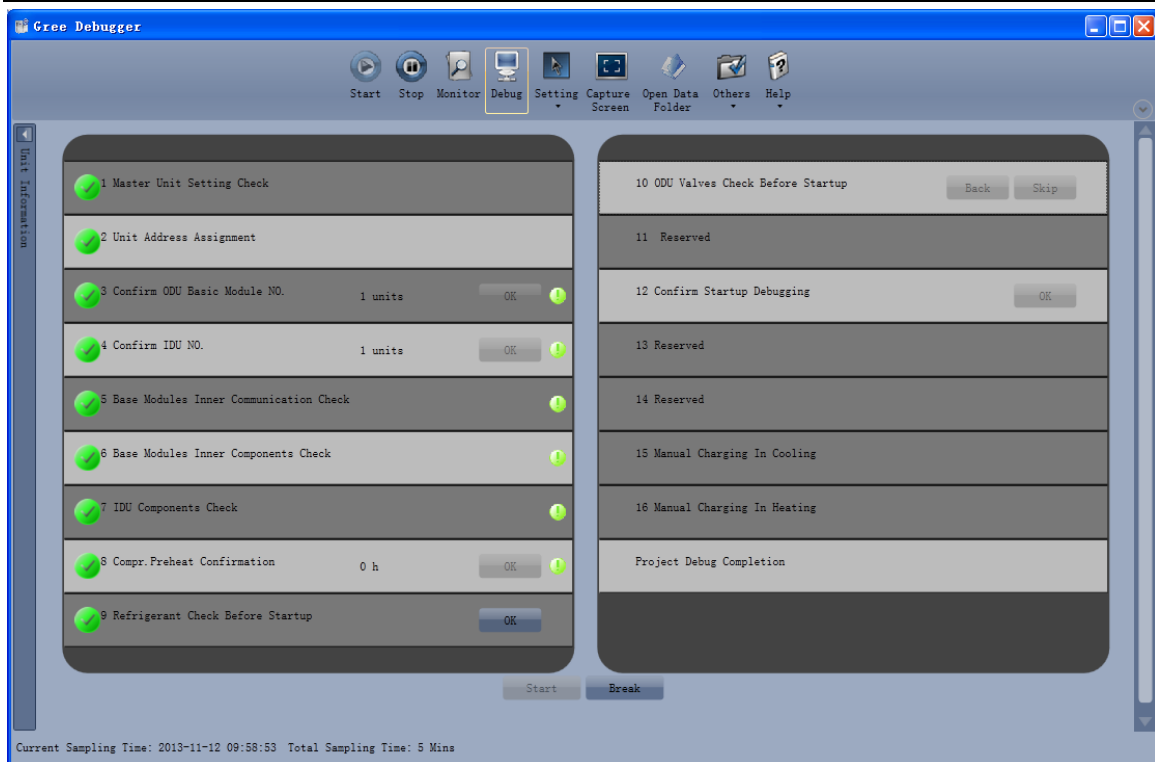 Gree Debugger
Start Stop Monitor Debug Setting Capture Screen Open Data Folder Others Help
Unit Information
1 Master Unit Setting Check
2 Unit Address Assignment
3 Confirm ODU Basic Module NO. 1 units OK
4 Confirm IDU NO. 1 units OK
5 Base Modules Inner Communication Check
6 Base Modules Inner Components Check
7 IDU Components Check
8 Compr.Preheat Confirmation 0 h OK
9 Refrigerant Check Before Startup OK
10 ODU Valves Check Before Startup Back Skip
11 Reserved
12 Confirm Startup Debugging OK
13 Reserved
14 Reserved
15 Manual Charging In Cooling
16 Manual Charging In Heating
Project Debug Completion
Start Break
Current Sampling Time: 2013-11-12 09:58:53 Total Sampling Time: 5 Mins